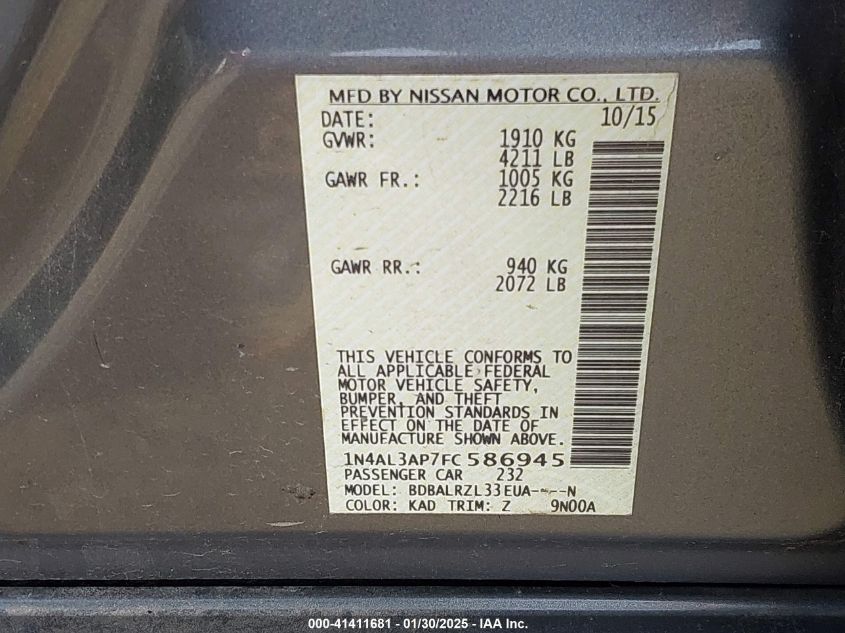 MFD BY NISSAN MOTOR CO., LTD.
DATE: 10/15
GVWR: 1910 KG
4211 LB
GAWR FR.: 1005 KG
2216 LB
GAWR RR.: 940 KG
2072 LB
THIS VEHICLE CONFORMS TO
ALL APPLICABLE FEDERAL
MOTOR VEHICLE SAFETY,
BUMPER, AND THEFT
PREVENTION STANDARDS IN
EFFECT ON THE DATE OF
MANUFACTURE SHOWN ABOVE.
1N4AL3AP7FC586945
PASSENGER CAR 232
MODEL: BDBALRZL33EUA----N
COLOR: KAD TRIM: Z 9N00A
000-41411681 - 01/30/2025 - IAA Inc.